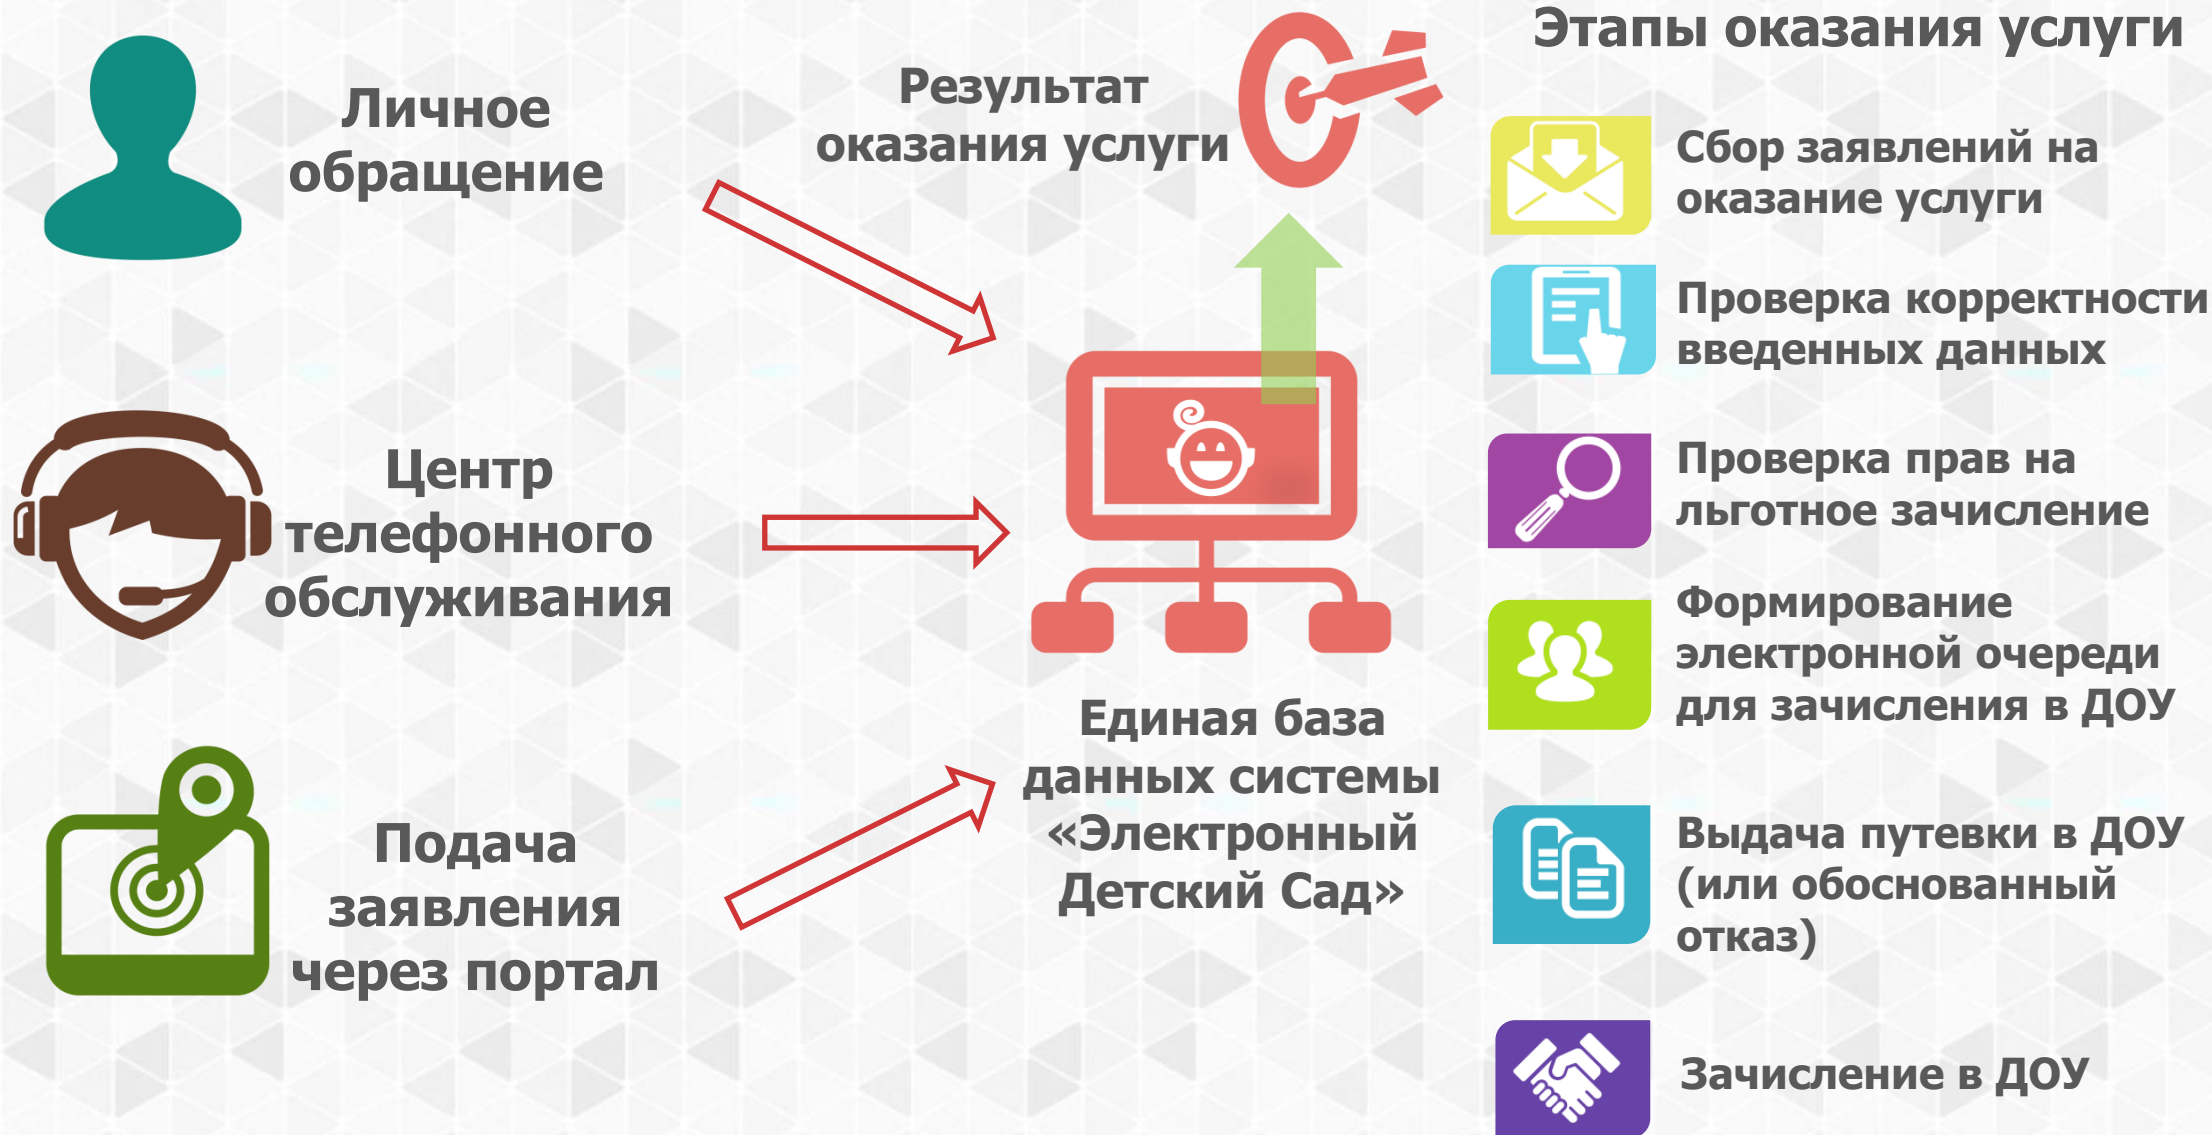 Личное
обращение
Центр
телефонного
обслуживания
Подача
заявления
через портал
Результат
оказания услуги
Единая база
данных системы
«Электронный
Детский Сад»
Этапы оказания услуги
Сбор заявлений на
оказание услуги
Проверка корректности
введенных данных
Проверка прав на
льготное зачисление
Формирование
электронной очереди
для зачисления в ДОУ
Выдача путевки в ДОУ
(или обоснованный
отказ)
Зачисление в ДОУ